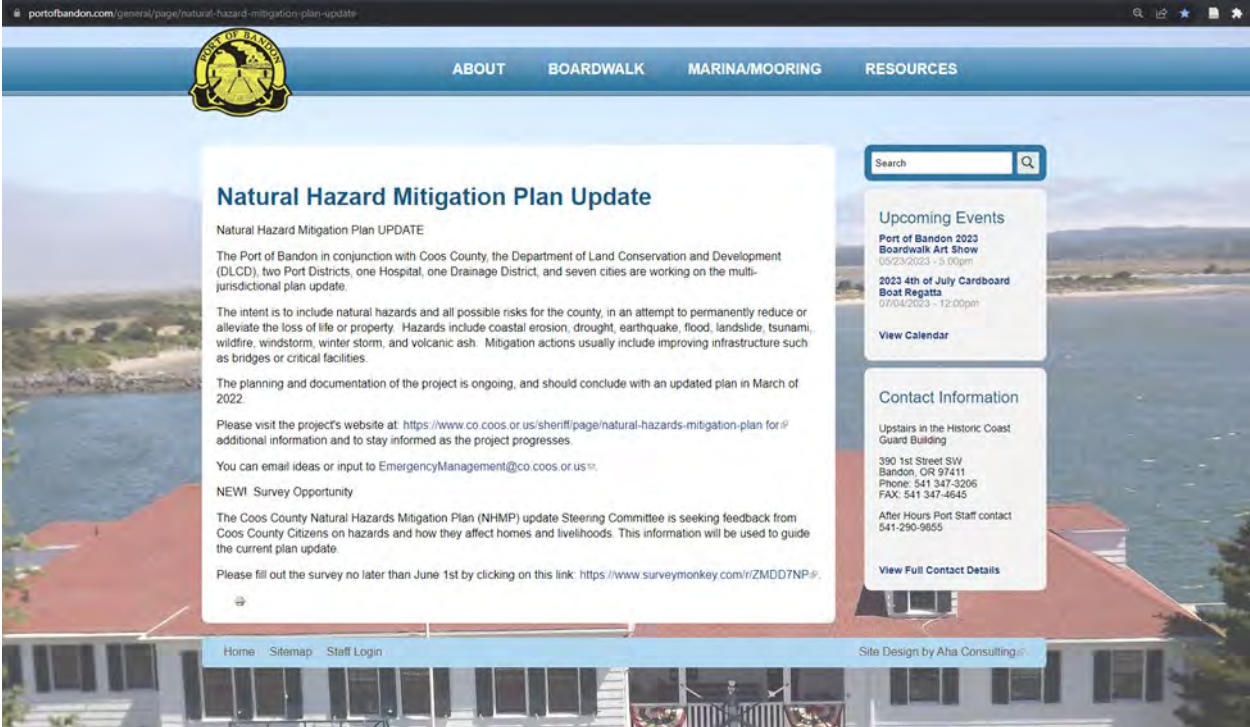 portofbandon.com/general/page/natural-hazard-mitigation-plan-update
PORT OF BANDON
ABOUT BOARDWALK MARINA/MOORING RESOURCES
Natural Hazard Mitigation Plan Update
Natural Hazard Mitigation Plan UPDATE
The Port of Bandon in conjunction with Coos County, the Department of Land Conservation and Development
(DLCD), two Port Districts, one Hospital, one Drainage District, and seven cities are working on the multi-
jurisdictional plan update.
The intent is to include natural hazards and all possible risks for the county, in an attempt to permanently reduce or
alleviate the loss of life or property. Hazards include coastal erosion, drought, earthquake, flood, landslide, tsunami,
wildfire, windstorm, winter storm, and volcanic ash. Mitigation actions usually include improving infrastructure such
as bridges or critical facilities.
The planning and documentation of the project is ongoing, and should conclude with an updated plan in March of
2022.
Please visit the project's website at: https://www.co.coos.or.us/sheriff/page/natural-hazards-mitigation-plan for
additional information and to stay informed as the project progresses.
You can email ideas or input to EmergencyManagement@co.coos.or.us.
NEW! Survey Opportunity
The Coos County Natural Hazards Mitigation Plan (NHMP) update Steering Committee is seeking feedback from
Coos County Citizens on hazards and how they affect homes and livelihoods. This information will be used to guide
the current plan update.
Please fill out the survey no later than June 1st by clicking on this link: https://www.surveymonkey.com/r/ZMDD7NP.
Search
Upcoming Events
Port of Bandon 2023
Boardwalk Art Show
05/23/2023 - 5:00pm
2023 4th of July Cardboard
Boat Regatta
07/04/2023 - 12:00pm
View Calendar
Contact Information
Upstairs in the Historic Coast
Guard Building
390 1st Street SW
Bandon, OR 97411
Phone: 541 347-3206
FAX: 541 347-4645
After Hours Port Staff contact
541-290-9855
View Full Contact Details
Home Sitemap Staff Login
Site Design by Aha Consulting